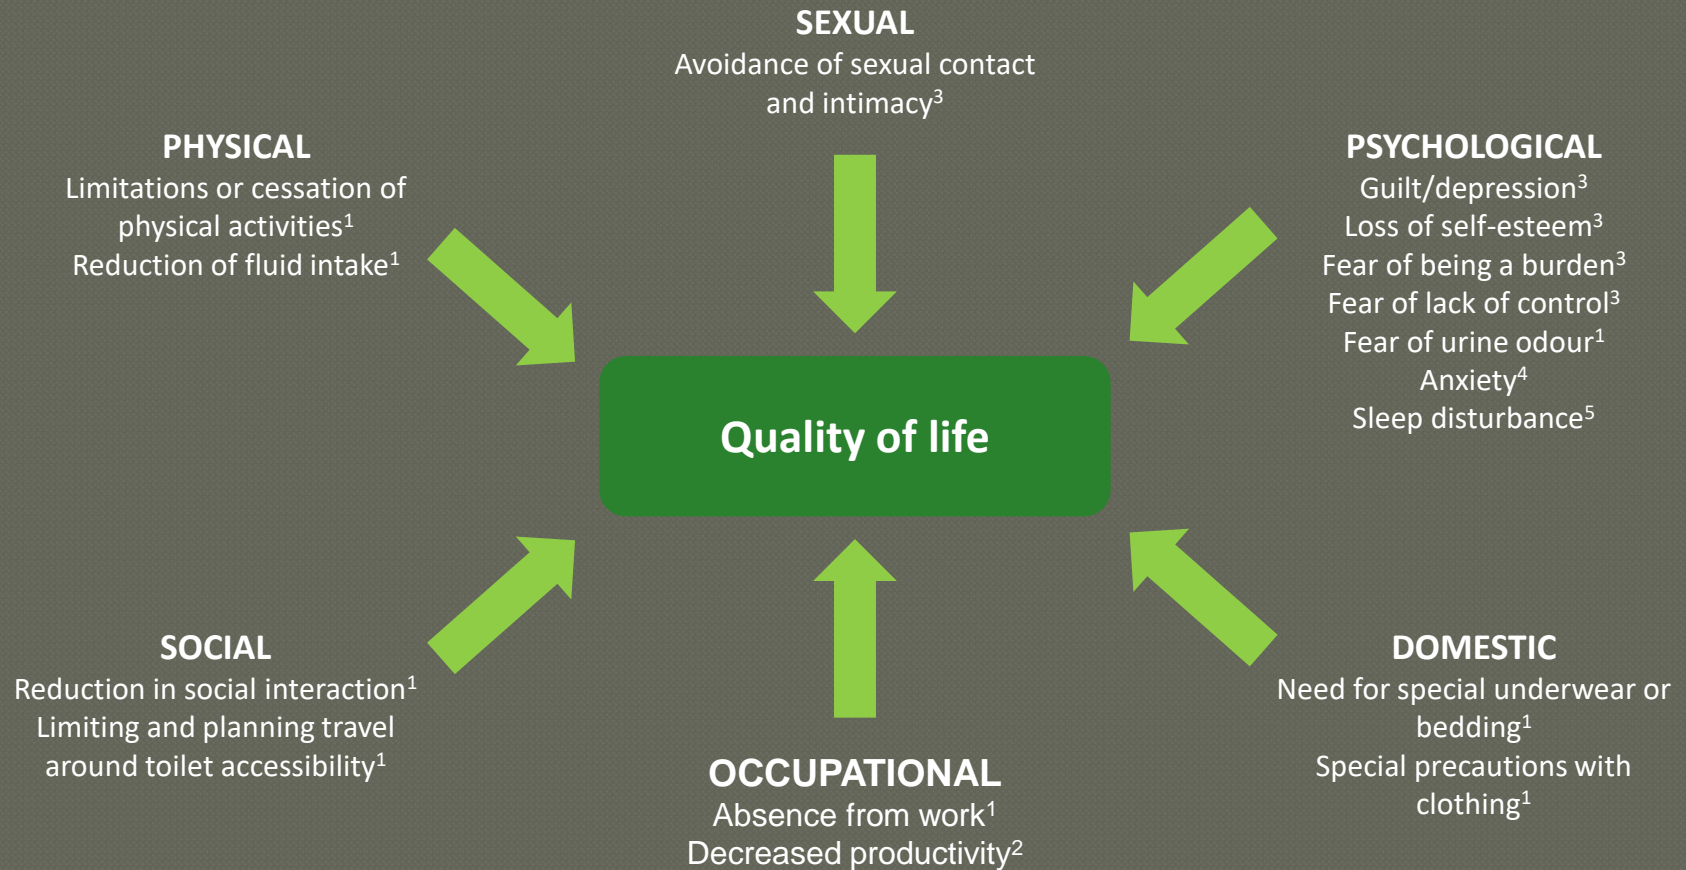 SEXUAL
Avoidance of sexual contact
and intimacy³
PHYSICAL
Limitations or cessation of
physical activities¹
Reduction of fluid intake¹
PSYCHOLOGICAL
Guilt/depression³
Loss of self-esteem³
Fear of being a burden³
Fear of lack of control³
Fear of urine odour¹
Anxiety⁴
Sleep disturbance⁵
Quality of life
SOCIAL
Reduction in social interaction¹
Limiting and planning travel
around toilet accessibility¹
OCCUPATIONAL
Absence from work¹
Decreased productivity²
DOMESTIC
Need for special underwear or
bedding¹
Special precautions with
clothing¹